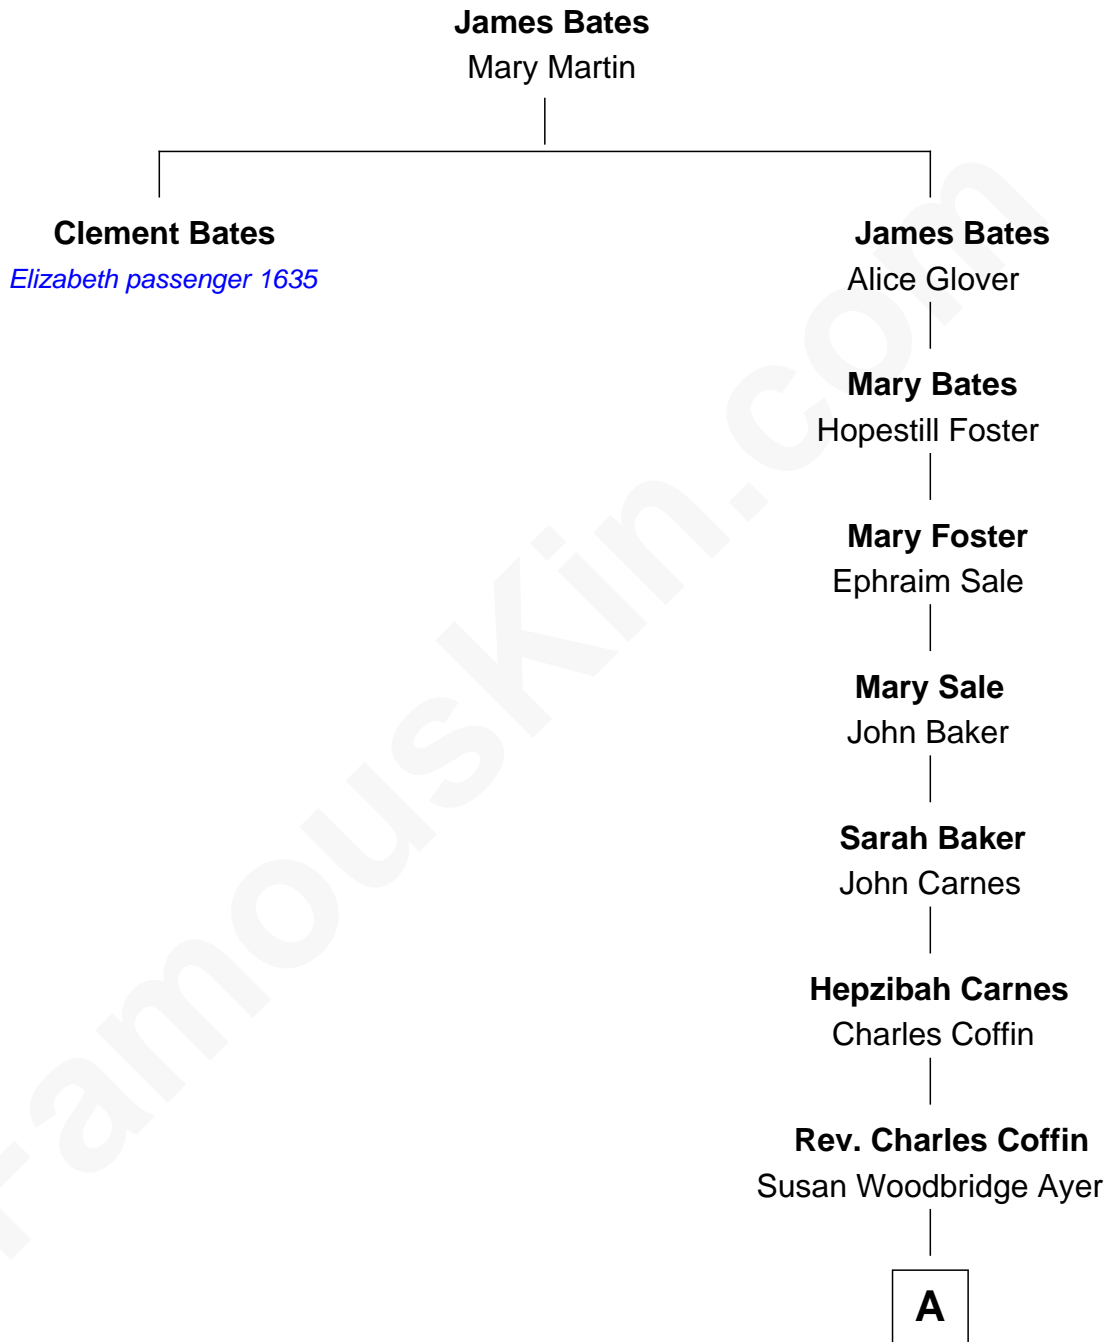 James Bates
Mary Martin
Clement Bates
Elizabeth passenger 1635
James Bates
Alice Glover
Mary Bates
Hopestill Foster
Mary Foster
Ephraim Sale
Mary Sale
John Baker
Sarah Baker
John Carnes
Hepzibah Carnes
Charles Coffin
Rev. Charles Coffin
Susan Woodbridge Ayer
A
FamousKin.com